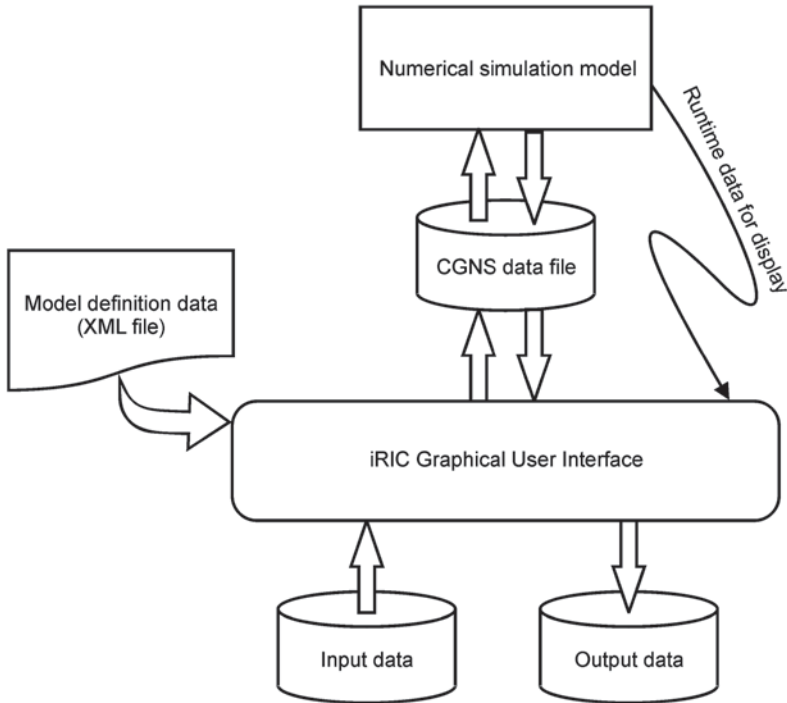 Numerical simulation model
Runtime data for display
CGNS data file
Model definition data
(XML file)
iRIC Graphical User Interface
Input data
Output data